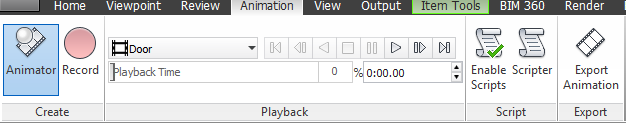 Home Viewpoint Review Animation View Output Item Tools BIM 360 Render
Door
Animator Record
Playback Time 0 % 0:00.00
Enable Scripts
Scripter
Export Animation
Create Playback Script Export